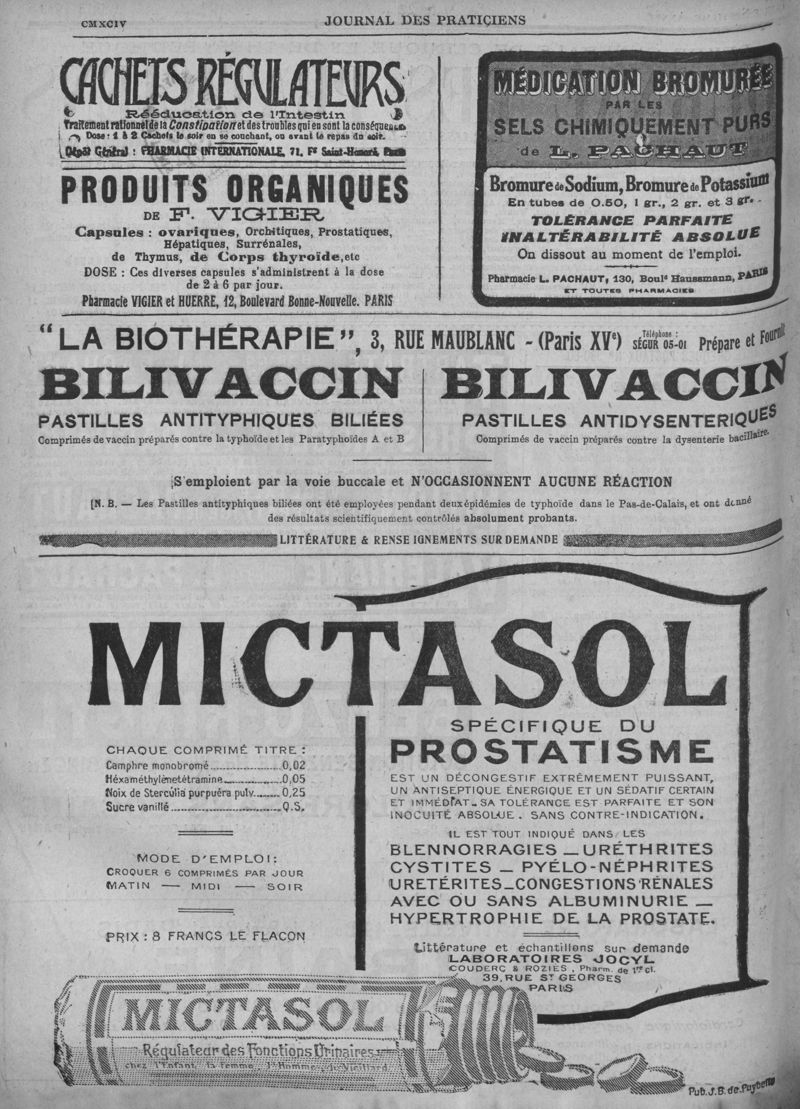 CMXCIV
JOURNAL DES PRATICIENS
CACHETS RÉGULATEURS
Rééducation de l'Intestin
Traitement rationnel de la Constipation et des troubles qui en sont la conséquence
Dose : 1 à 2 Cachets le soir en se couchant, ou avant le repas du soir.
Dépôt Général : PHARMACIE INTERNATIONALE, 71, Fg Saint-Honoré, Paris
PRODUITS ORGANIQUES
DE F. VIGIER
Capsules : ovariques, Orchitiques, Prostatiques,
Hépatiques, Surrénales,
de Thymus, de Corps thyroïde, etc
DOSE : Ces diverses capsules s'administrent à la dose
de 2 à 6 par jour.
Pharmacie VIGIER et HUERRE, 12, Boulevard Bonne-Nouvelle. PARIS
MÉDICATION BROMURÉE
PAR LES
SELS CHIMIQUEMENT PURS
de L. PACHAUT
Bromure de Sodium, Bromure de Potassium
En tubes de 0.50, 1 gr., 2 gr. et 3 gr. -
TOLÉRANCE PARFAITE
INALTÉRABILITÉ ABSOLUE
On dissout au moment de l'emploi.
Pharmacie L. PACHAUT, 130, Boul<sup>d</sup> Haussmann, PARIS
ET TOUTES PHARMACIES
"LA BIOTHÉRAPIE", 3, RUE MAUBLANC - (Paris XVe) Téléphone : SÉGUR 05-01 Prépare et Fournit
BILIVACCIN
PASTILLES ANTITYPHIQUES BILIÉES
Comprimés de vaccin préparés contre la typhoïde et les Paratyphoïdes A et B
BILIVACCIN
PASTILLES ANTIDYSENTERIQUES
Comprimés de vaccin préparés contre la dysenterie bacillaire.
S'emploient par la voie buccale et N'OCCASIONNENT AUCUNE RÉACTION
[N. B. — Les Pastilles antityphiques biliées ont été employées pendant deux épidémies de typhoïde dans le Pas-de-Calais, et ont donné
des résultats scientifiquement contrôlés absolument probants.
LITTÉRATURE & RENSEIGNEMENTS SUR DEMANDE
MICTASOL
CHAQUE COMPRIMÉ TITRE :
Camphre monobromé ........ 0,02
Héxaméthylènetétramine ........ 0,05
Noix de Sterculia purpuéra pulv. ........ 0,25
Sucre vanillé ........ Q.S.
MODE D'EMPLOI :
CROQUER 6 COMPRIMÉS PAR JOUR
MATIN — MIDI — SOIR
PRIX : 8 FRANCS LE FLACON
SPÉCIFIQUE DU
PROSTATISME
EST UN DÉCONGESTIF EXTRÊMEMENT PUISSANT,
UN ANTISEPTIQUE ÉNERGIQUE ET UN SÉDATIF CERTAIN
ET IMMÉDIAT _ SA TOLÉRANCE EST PARFAITE ET SON
INOCUITÉ ABSOLUE . SANS CONTRE-INDICATION.
IL EST TOUT INDIQUÉ DANS LES
BLENNORRAGIES _ URÉTHRITES
CYSTITES _ PYÉLO-NÉPHRITES
URETÉRITES _ CONGESTIONS RÉNALES
AVEC OU SANS ALBUMINURIE _
HYPERTROPHIE DE LA PROSTATE.
Littérature et échantillons sur demande
LABORATOIRES JOCYL
COUDERC & ROZIES, Pharm. de 1re cl.
39, RUE ST GEORGES
PARIS
MICTASOL
Régulateur des Fonctions Urinaires
chez l'Enfant, la Femme, l'Homme, le Vieillard
Pub. J. B. de Puybelle